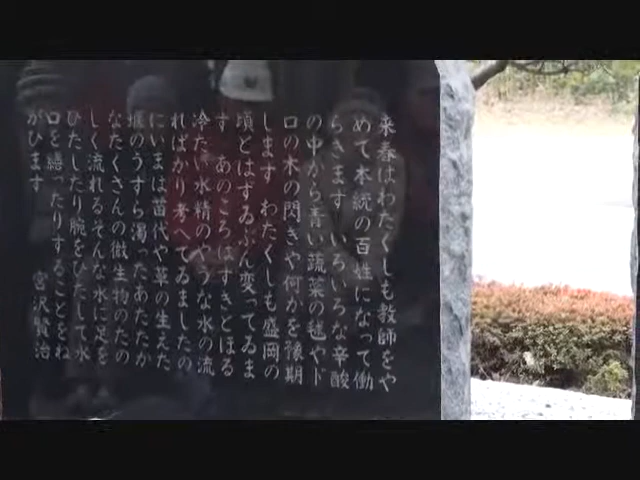 来春はわたくしも教師をや
めて本統の百姓になって働
らきます いろいろな辛酸
の中から青い蔬菜の毬やド
ロの木の閃きや何かを豫期
します わたくしも盛岡の
頃とはずゐぶん変ってゐま
す あのころはすきとほる
冷たい水精のやうな水の流
ればかり考へてゐましたの
にいまは苗代や草の生えた
堰のうすら濁ったあたたか
なたくさんの微生物のたの
しく流れるそんな水に足を
ひたしたり腕をひたして水
口を繕ったりすることをね
がひます
宮沢賢治